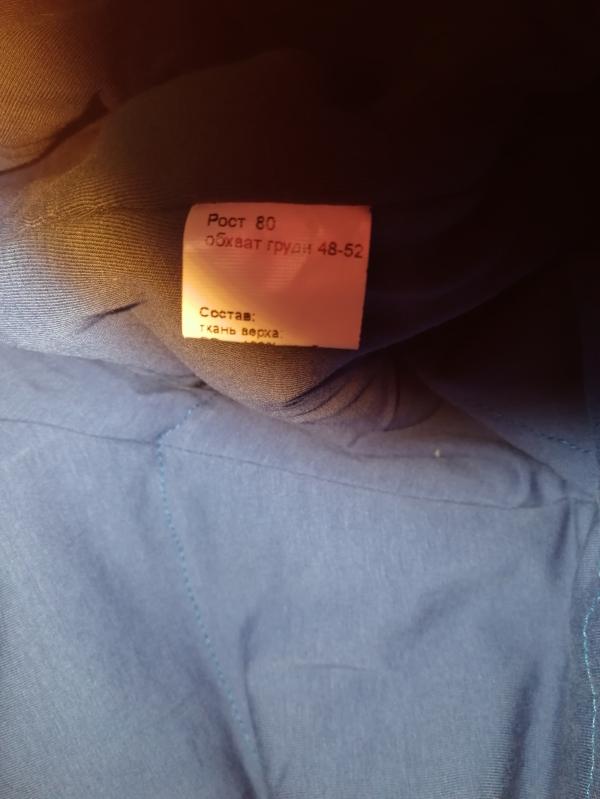 Рост 80
обхват груди 48-52
Состав:
ткань верха: